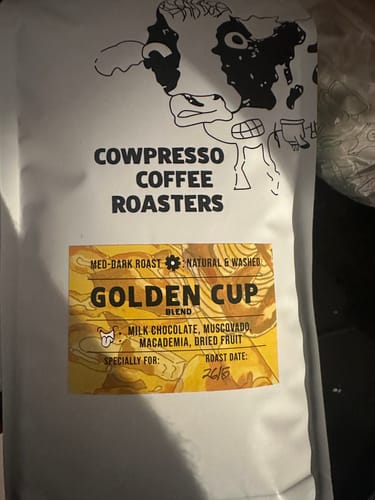 COWPRESSO
COFFEE
ROASTERS
MED-DARK ROAST : NATURAL & WASHED
GOLDEN CUP
BLEND
: MILK CHOCOLATE, MUSCOVADO,
MACADEMIA, DRIED FRUIT
SPECIALLY FOR: ROAST DATE:
26/5